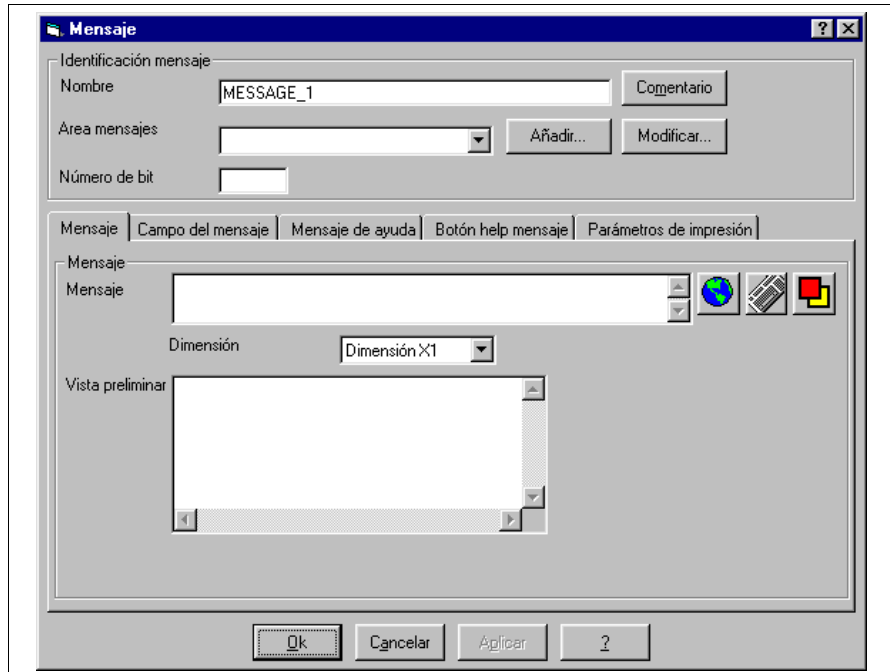 Mensaje
Identificación mensaje
Nombre MESSAGE_1 Comentario
Area mensajes Añadir... Modificar...
Número de bit
Mensaje Campo del mensaje Mensaje de ayuda Botón help mensaje Parámetros de impresión
Mensaje
Mensaje
Dimensión Dimensión X1
Vista preliminar
Ok Cancelar Aplicar ?